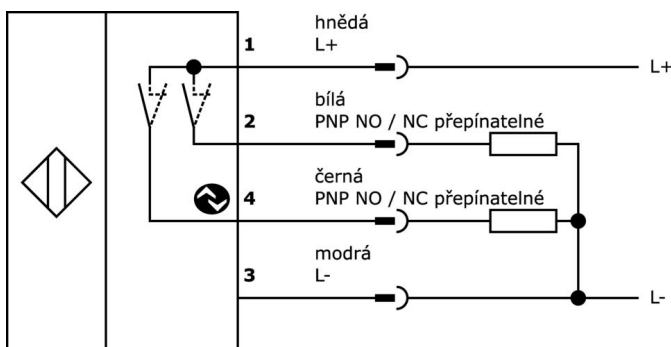 hnědá
1 L+
L+
bílá
2 PNP NO / NC přepínatelné
černá
4 PNP NO / NC přepínatelné
modrá
3 L-
L-